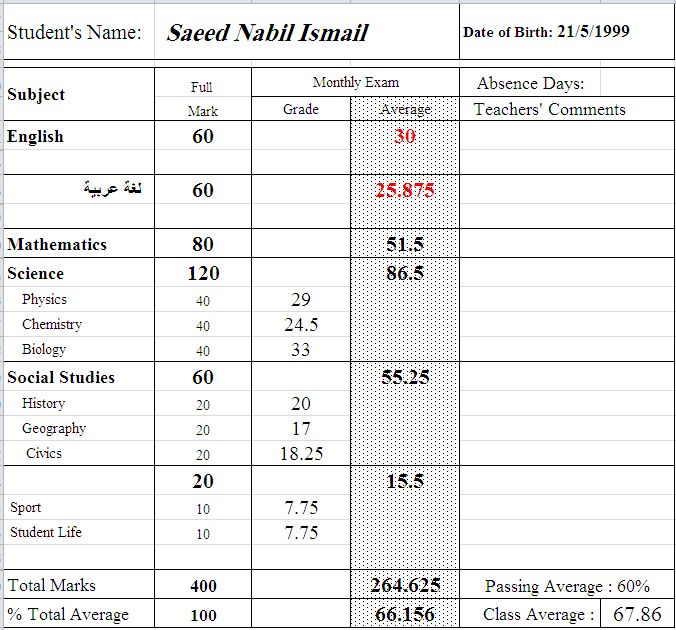 Student's Name: Saeed Nabil Ismail Date of Birth: 21/5/1999
Subject Full Mark Monthly Exam Absence Days:
Grade Average Teachers' Comments
English 60 30
لغة عربية 60 25.875
Mathematics 80 51.5
Science 120 86.5
Physics 40 29
Chemistry 40 24.5
Biology 40 33
Social Studies 60 55.25
History 20 20
Geography 20 17
Civics 20 18.25
20 15.5
Sport 10 7.75
Student Life 10 7.75
Total Marks 400 264.625 Passing Average : 60%
% Total Average 100 66.156 Class Average : 67.86